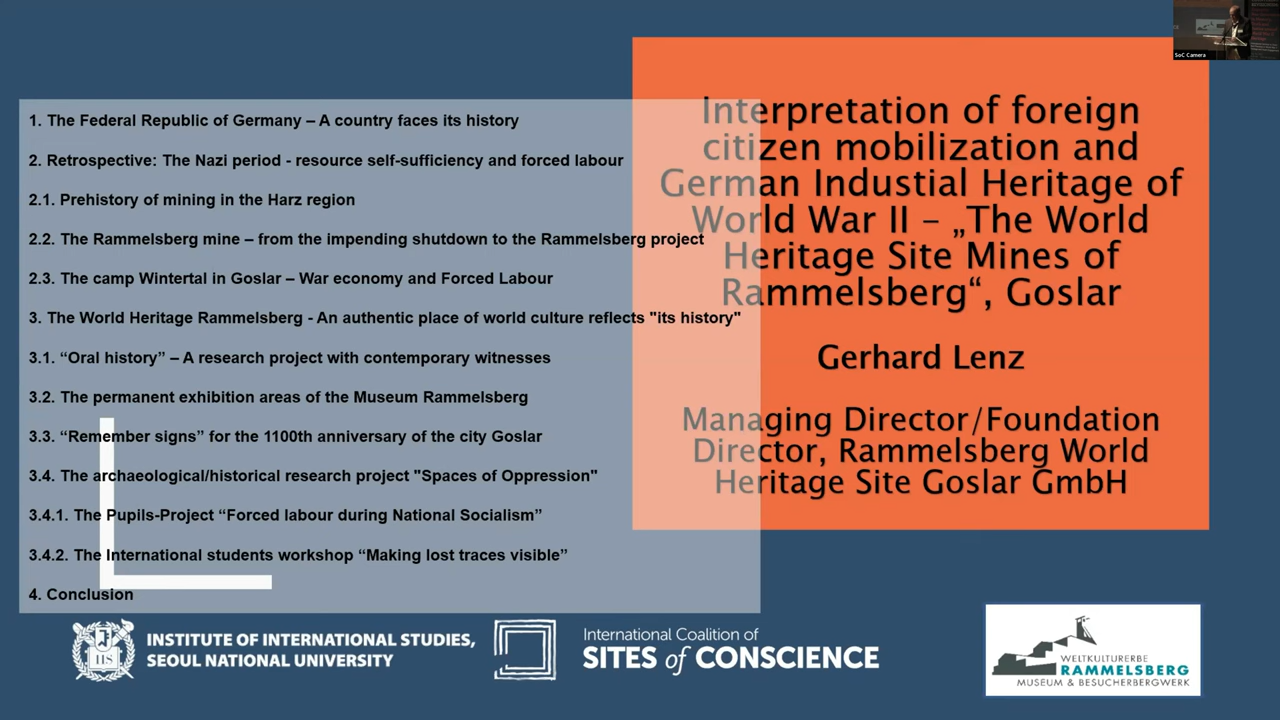 1. The Federal Republic of Germany – A country faces its history
2. Retrospective: The Nazi period - resource self-sufficiency and forced labour
2.1. Prehistory of mining in the Harz region
2.2. The Rammelsberg mine – from the impending shutdown to the Rammelsberg project
2.3. The camp Wintertal in Goslar – War economy and Forced Labour
3. The World Heritage Rammelsberg - An authentic place of world culture reflects "its history"
3.1. “Oral history” – A research project with contemporary witnesses
3.2. The permanent exhibition areas of the Museum Rammelsberg
3.3. “Remember signs” for the 1100th anniversary of the city Goslar
3.4. The archaeological/historical research project "Spaces of Oppression"
3.4.1. The Pupils-Project “Forced labour during National Socialism”
3.4.2. The International students workshop “Making lost traces visible”
4. Conclusion
Interpretation of foreign
citizen mobilization and
German Industial Heritage of
World War II – „The World
Heritage Site Mines of
Rammelsberg“, Goslar
Gerhard Lenz
Managing Director/Foundation
Director, Rammelsberg World
Heritage Site Goslar GmbH
SoC Camera
IIS
INSTITUTE OF INTERNATIONAL STUDIES,
SEOUL NATIONAL UNIVERSITY
International Coalition of
SITES of CONSCIENCE
WELTKULTURERBE
RAMMELSBERG
MUSEUM & BESUCHERBERGWERK